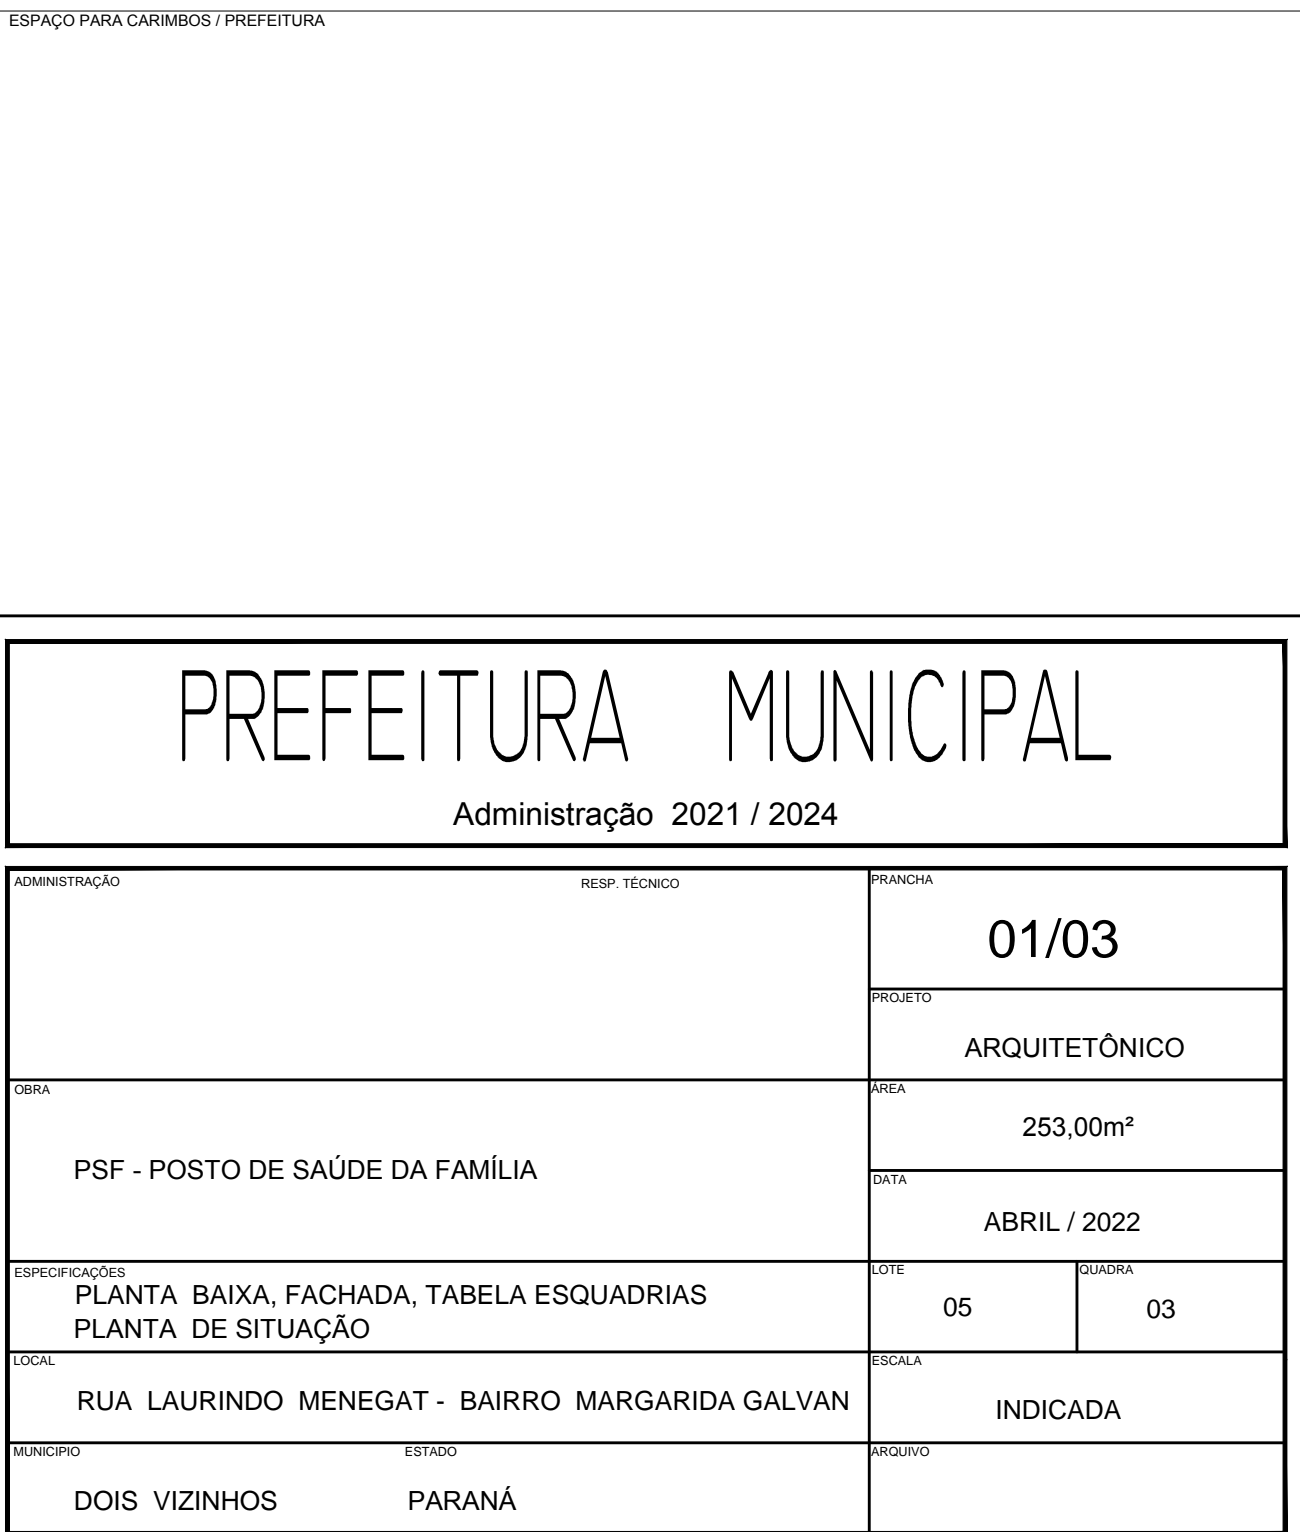 ESPAÇO PARA CARIMBOS / PREFEITURA
PREFEITURA MUNICIPAL
Administração 2021 / 2024
ADMINISTRAÇÃO
RESP. TÉCNICO
PRANCHA
01/03
PROJETO
ARQUITETÔNICO
OBRA
PSF - POSTO DE SAÚDE DA FAMÍLIA
ÁREA
253,00m²
DATA
ABRIL / 2022
ESPECIFICAÇÕES
PLANTA BAIXA, FACHADA, TABELA ESQUADRIAS
PLANTA DE SITUAÇÃO
LOTE
05
QUADRA
03
LOCAL
RUA LAURINDO MENEGAT - BAIRRO MARGARIDA GALVAN
ESCALA
INDICADA
MUNICIPIO
DOIS VIZINHOS
ESTADO
PARANÁ
ARQUIVO